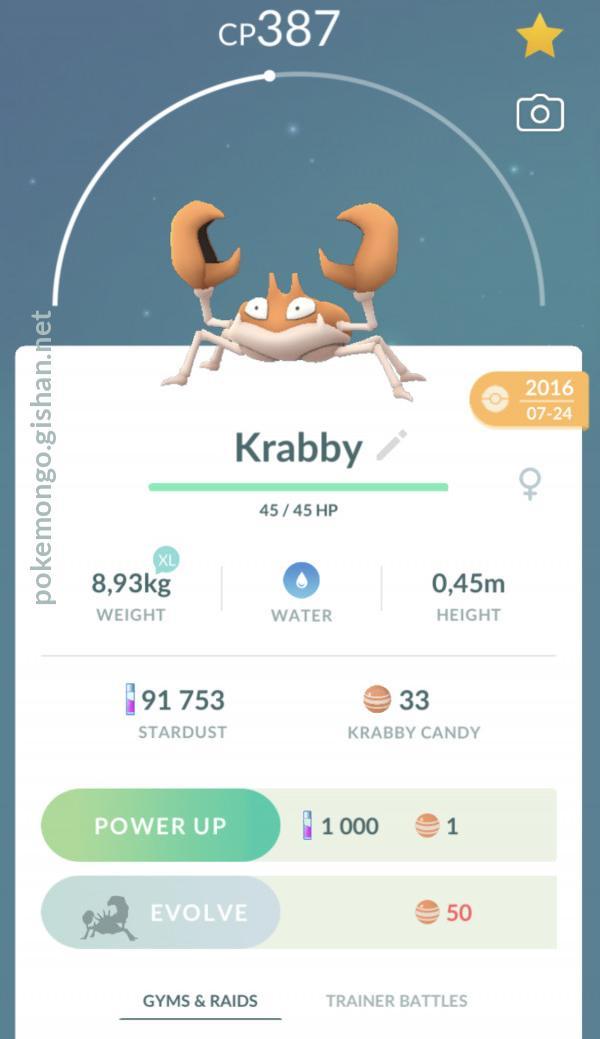 CP387
pokemongo.gishan.net
2016
07-24
Krabby
45 / 45 HP
XL
8,93kg
WEIGHT
WATER
0,45m
HEIGHT
91 753
STARDUST
33
KRABBY CANDY
POWER UP
1 000
1
EVOLVE
50
GYMS & RAIDS
TRAINER BATTLES